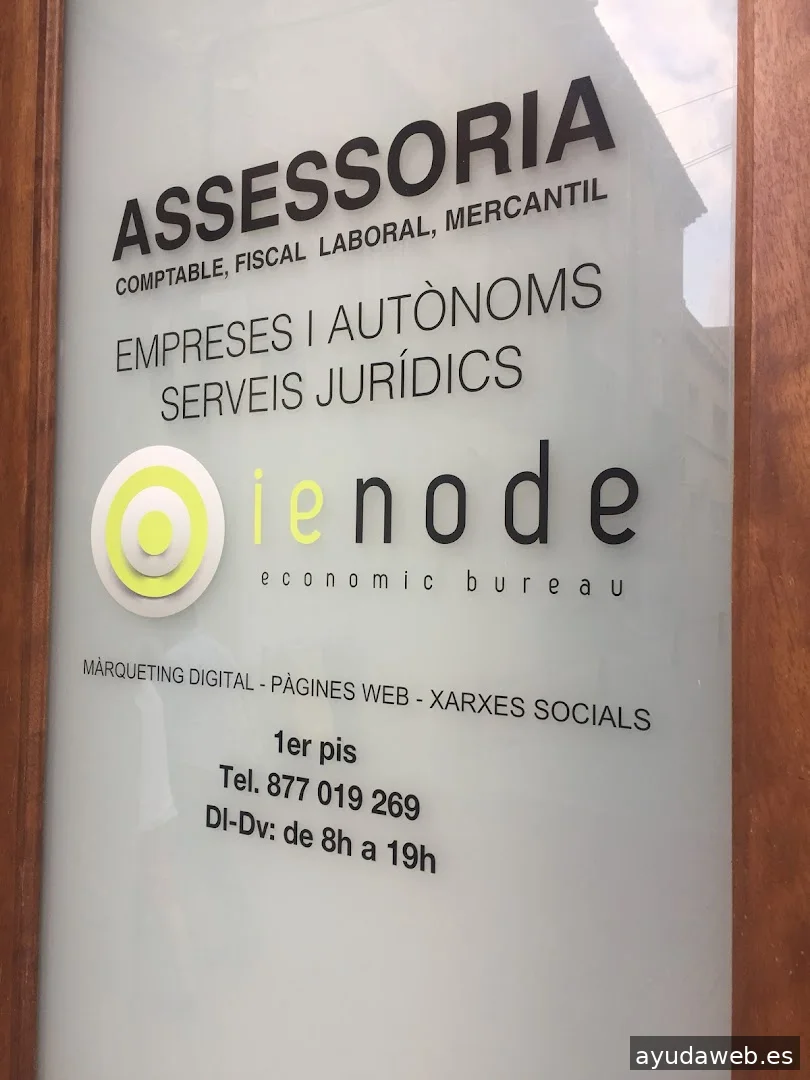 ASSESSORIA
COMPTABLE, FISCAL LABORAL, MERCANTIL
EMPRESES I AUTÒNOMS
SERVEIS JURÍDICS
ienode
economic bureau
MÀRQUETING DIGITAL - PÀGINES WEB - XARXES SOCIALS
1er pis
Tel. 877 019 269
Dl-Dv: de 8h a 19h
ayudaweb.es